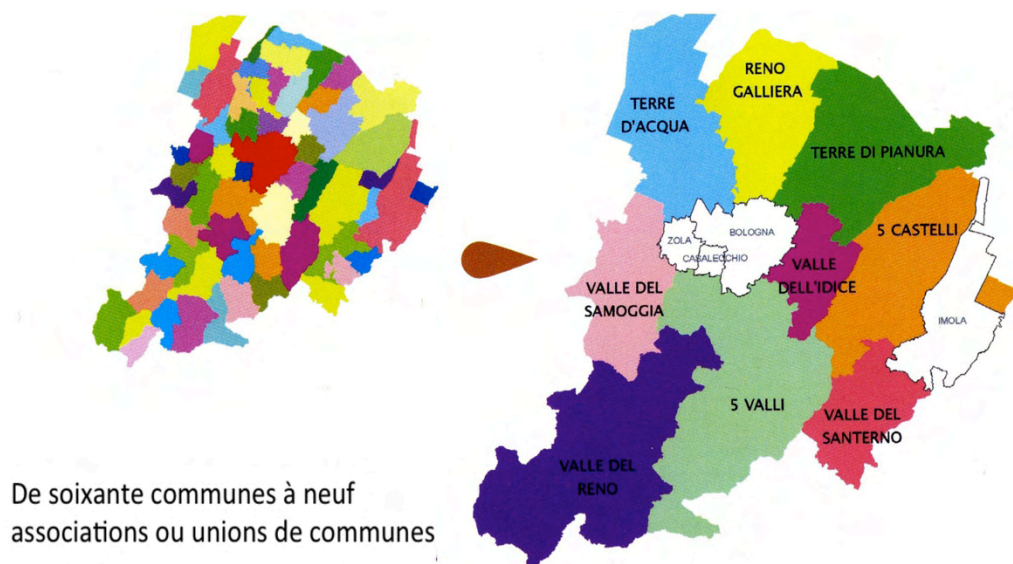 TERRE
D'ACQUA
RENO
GALLIERA
TERRE DI PIANURA
5 CASTELLI
ZOLA
BOLOGNA
CASALECCHIO
VALLE
DELL'IDICE
VALLE DEL
SAMOGGIA
IMOLA
5 VALLI
VALLE DEL
SANTERNO
VALLE DEL
RENO
De soixante communes à neuf
associations ou unions de communes